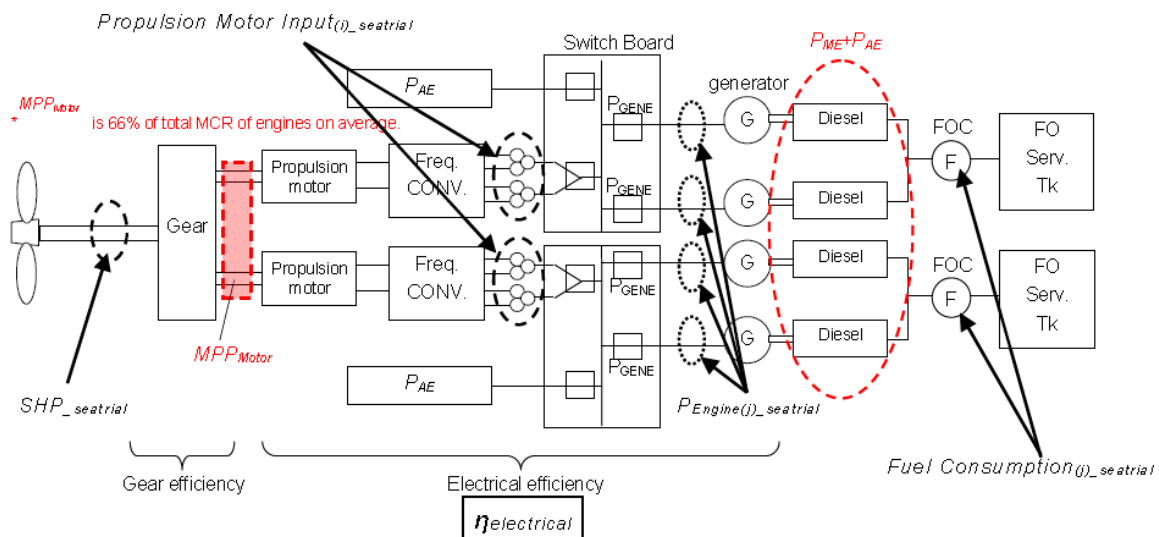 Propulsion Motor Input(i)_seatrial
Switch Board
PME+PAE
PAE
generator
MPPMotor
* is 66% of total MCR of engines on average.
PGENE
G
Diesel
FOC
F
FO
Serv.
Tk
Gear
Propulsion
motor
Freq.
CONV.
PGENE
G
Diesel
Propulsion
motor
Freq.
CONV.
PGENE
G
Diesel
FOC
F
FO
Serv.
Tk
MPPMotor
PGENE
G
Diesel
PAE
SHP_seatrial
PEngine(j)_seatrial
Fuel Consumption(j)_seatrial
Gear efficiency
Electrical efficiency
ηelectrical